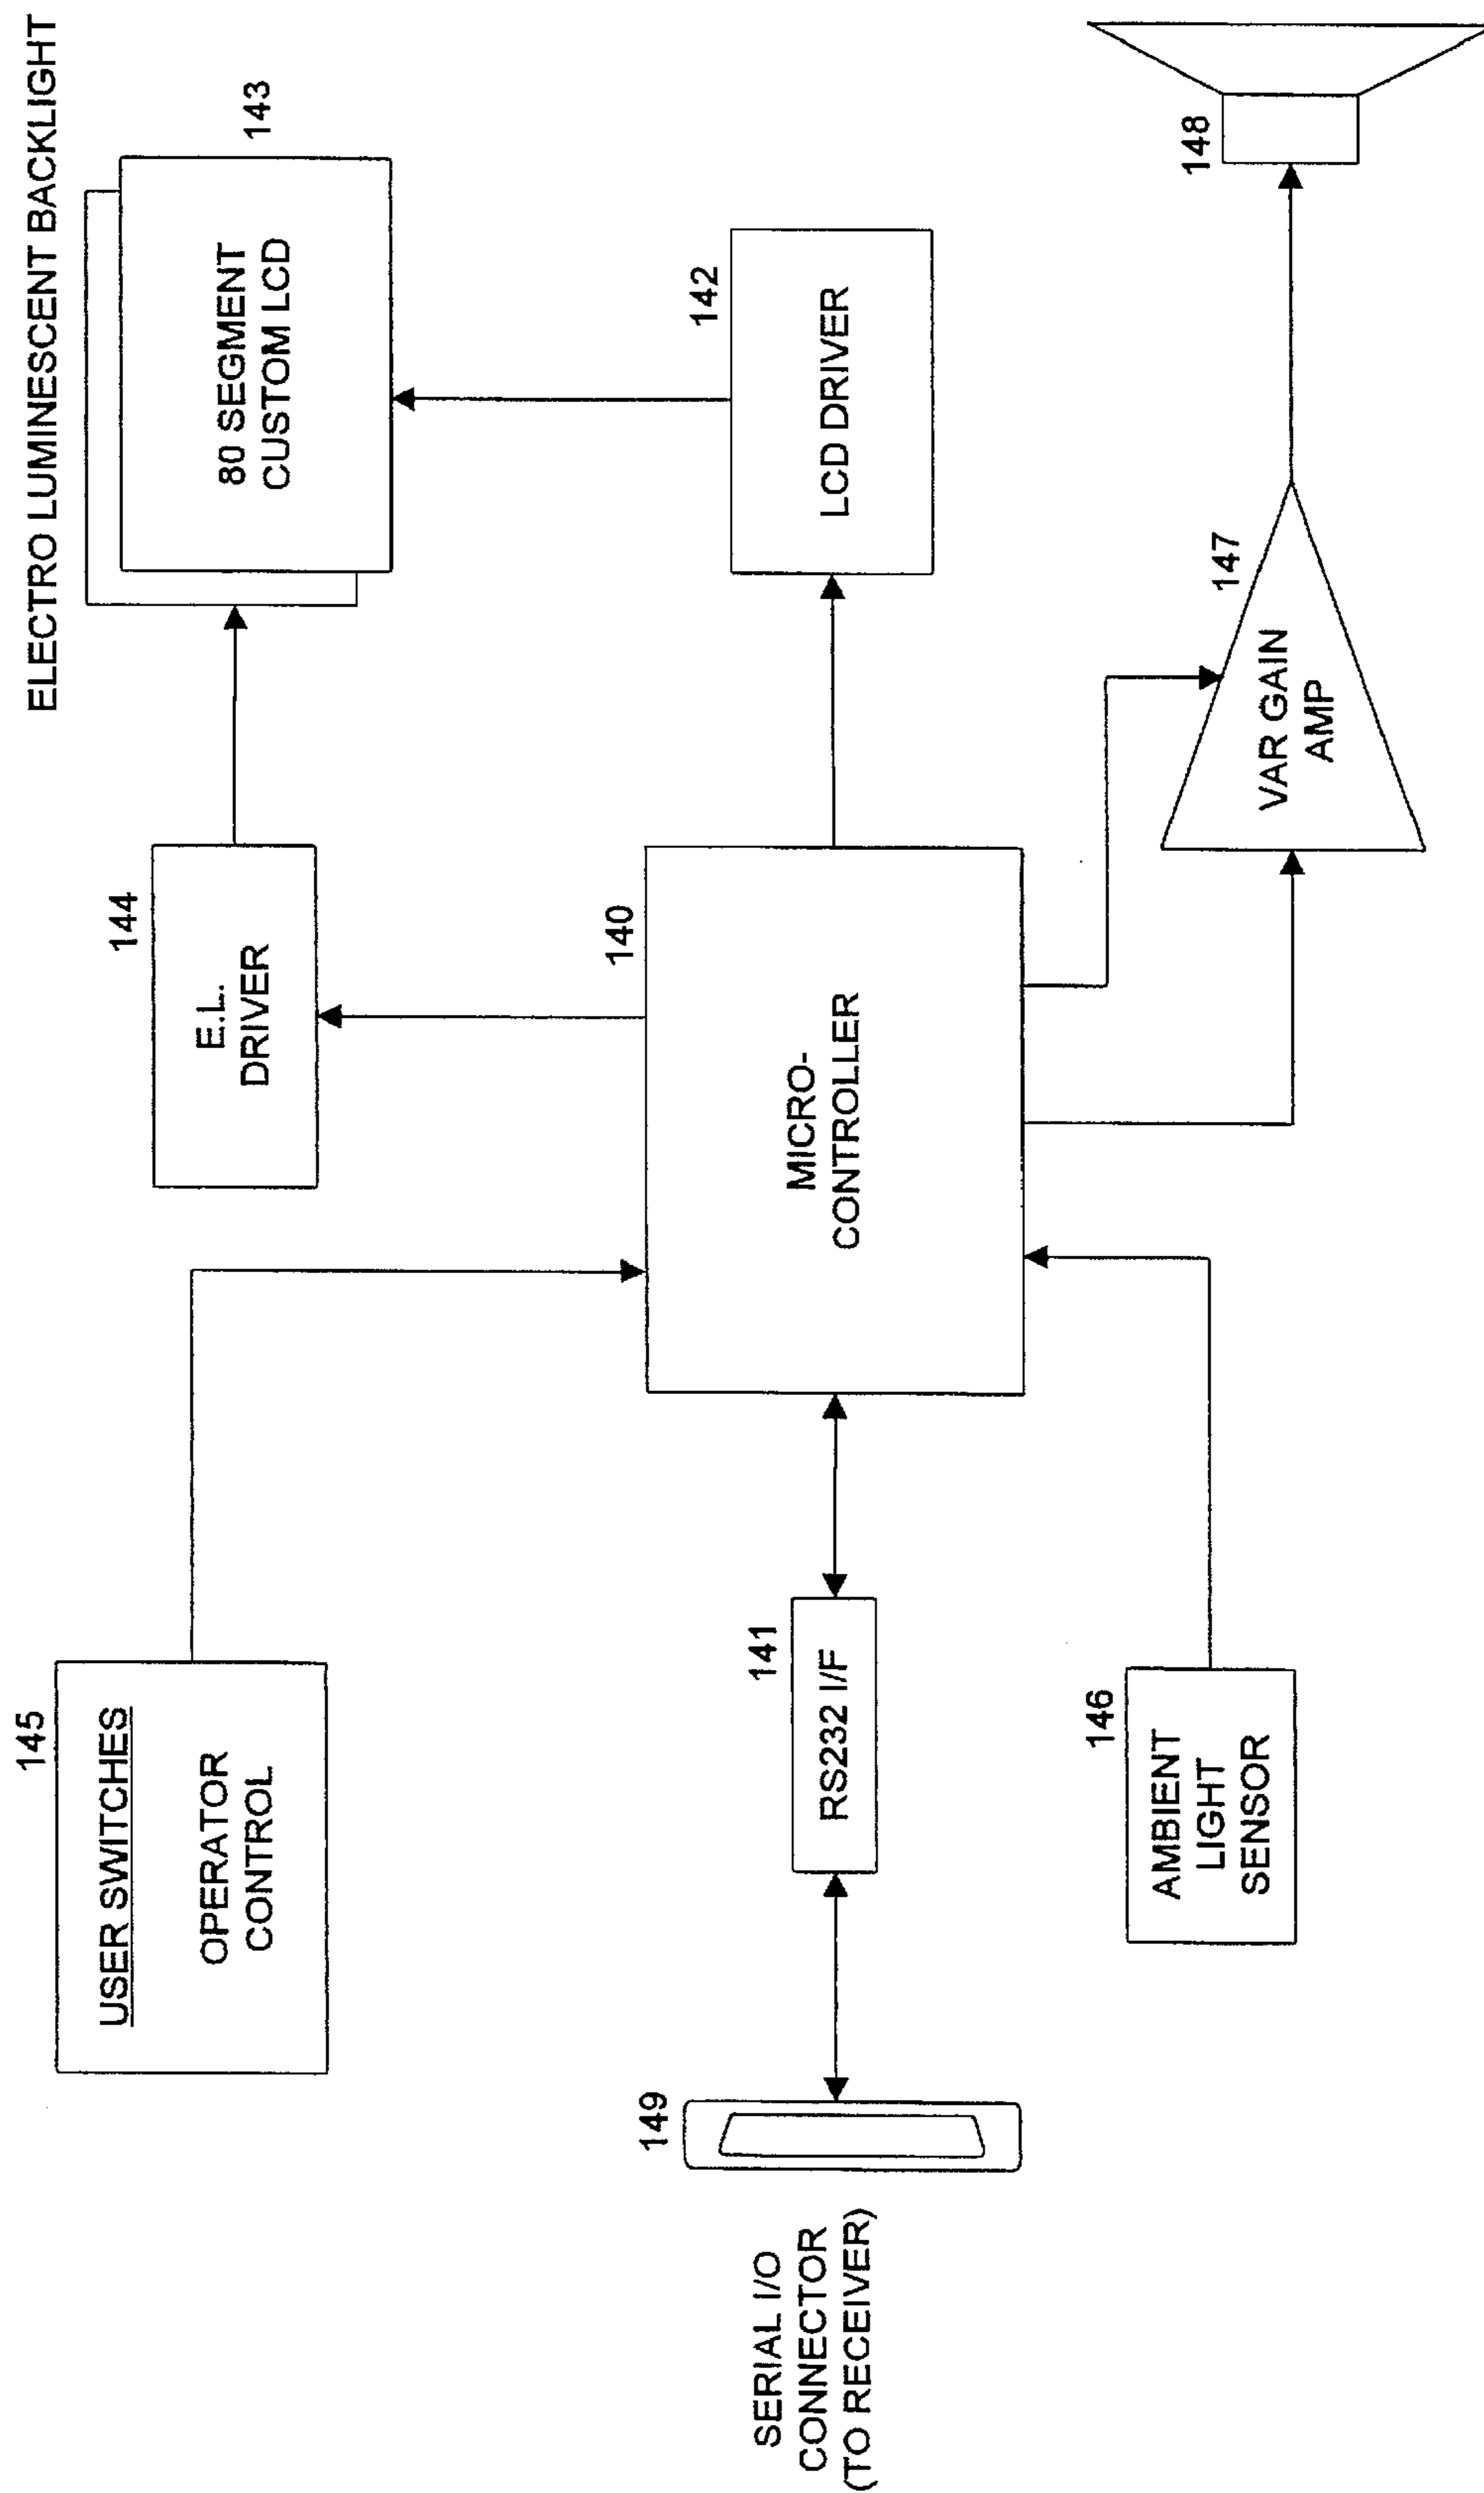 ELECTRO LUMINESCENT BACKLIGHT
145
USER SWITCHES
OPERATOR
CONTROL
144
E.L.
DRIVER
143
80 SEGMENT
CUSTOM LCD
149
SERIAL I/O
CONNECTOR
(TO RECEIVER)
141
RS232 I/F
140
MICRO-
CONTROLLER
142
LCD DRIVER
146
AMBIENT
LIGHT
SENSOR
147
VAR GAIN
AMP
148